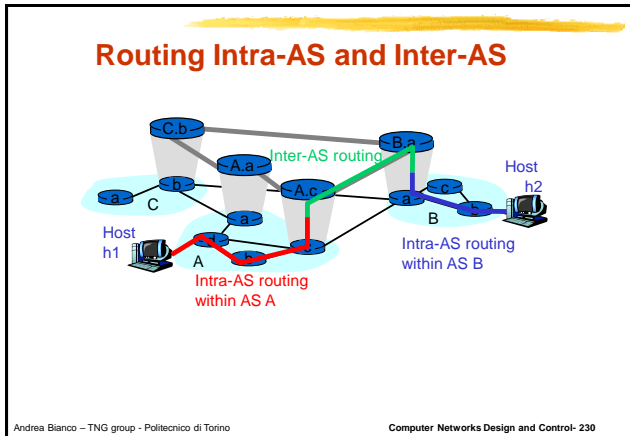 Routing Intra-AS and Inter-AS
C.b
B.a
Inter-AS routing
A.a
Host
h2
A.c
b
c
a
a
C
b
a
B
Host
h1
d
A
b
Intra-AS routing
within AS B
Intra-AS routing
within AS A
Andrea Bianco – TNG group - Politecnico di Torino
Computer Networks Design and Control- 230